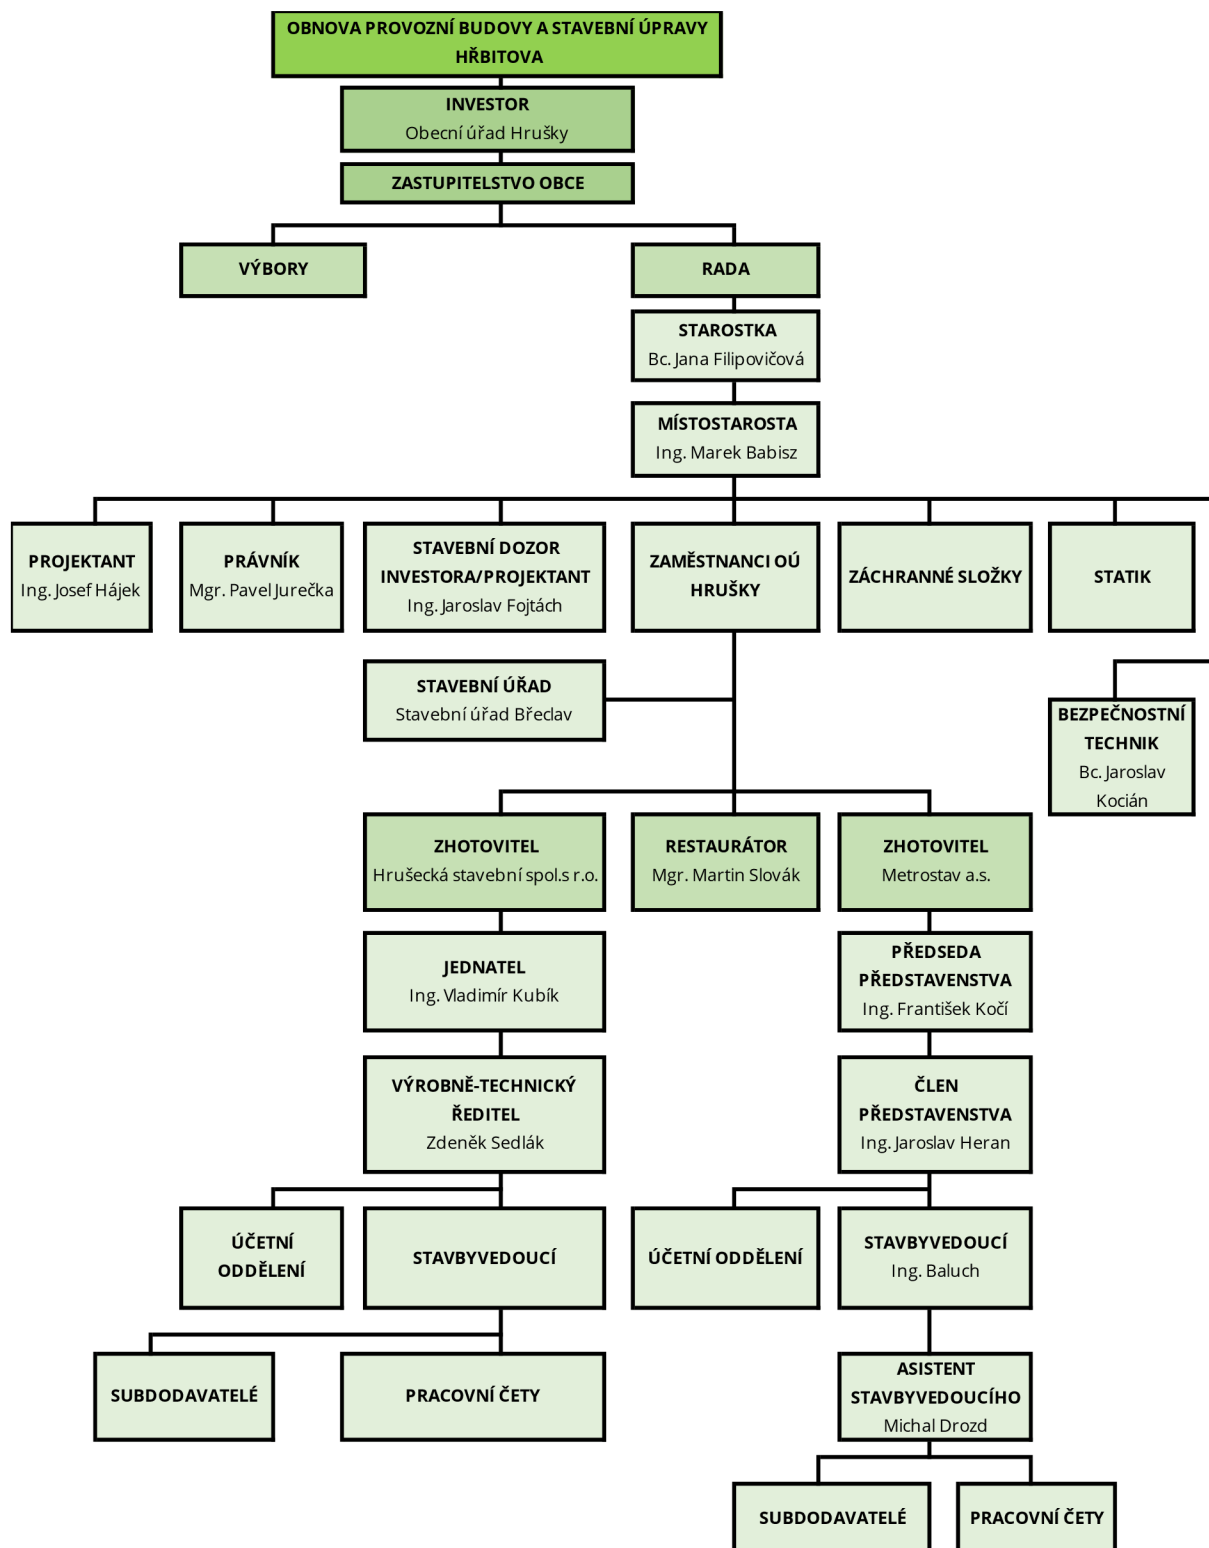 OBNOVA PROVOZNÍ BUDOVY A STAVEBNÍ ÚPRAVY
HŘBITOVA
INVESTOR
Obecní úřad Hrušky
ZASTUPITELSTVO OBCE
VÝBORY
RADA
STAROSTKA
Bc. Jana Filipovičová
MÍSTOSTAROSTA
Ing. Marek Babisz
PROJEKTANT
Ing. Josef Hájek
PRÁVNÍK
Mgr. Pavel Jurečka
STAVEBNÍ DOZOR
INVESTORA/PROJEKTANT
Ing. Jaroslav Fojtách
ZAMĚSTNANCI OÚ
HRUŠKY
ZÁCHRANNÉ SLOŽKY
STATIK
STAVEBNÍ ÚŘAD
Stavební úřad Břeclav
BEZPEČNOSTNÍ
TECHNIK
Bc. Jaroslav
Kocián
ZHOTOVITEL
Hrušecká stavební spol.s r.o.
RESTAURÁTOR
Mgr. Martin Slovák
ZHOTOVITEL
Metrostav a.s.
JEDNATEL
Ing. Vladimír Kubík
PŘEDSEDA
PŘEDSTAVENSTVA
Ing. František Kočí
VÝROBNĚ-TECHNICKÝ
ŘEDITEL
Zdeněk Sedlák
ČLEN
PŘEDSTAVENSTVA
Ing. Jaroslav Heran
ÚČETNÍ
ODDĚLENÍ
STAVBYVEDOUCÍ
ÚČETNÍ ODDĚLENÍ
STAVBYVEDOUCÍ
Ing. Baluch
SUBDODAVATELÉ
PRACOVNÍ ČETY
ASISTENT
STAVBYVEDOUCÍHO
Michal Drozd
SUBDODAVATELÉ
PRACOVNÍ ČETY